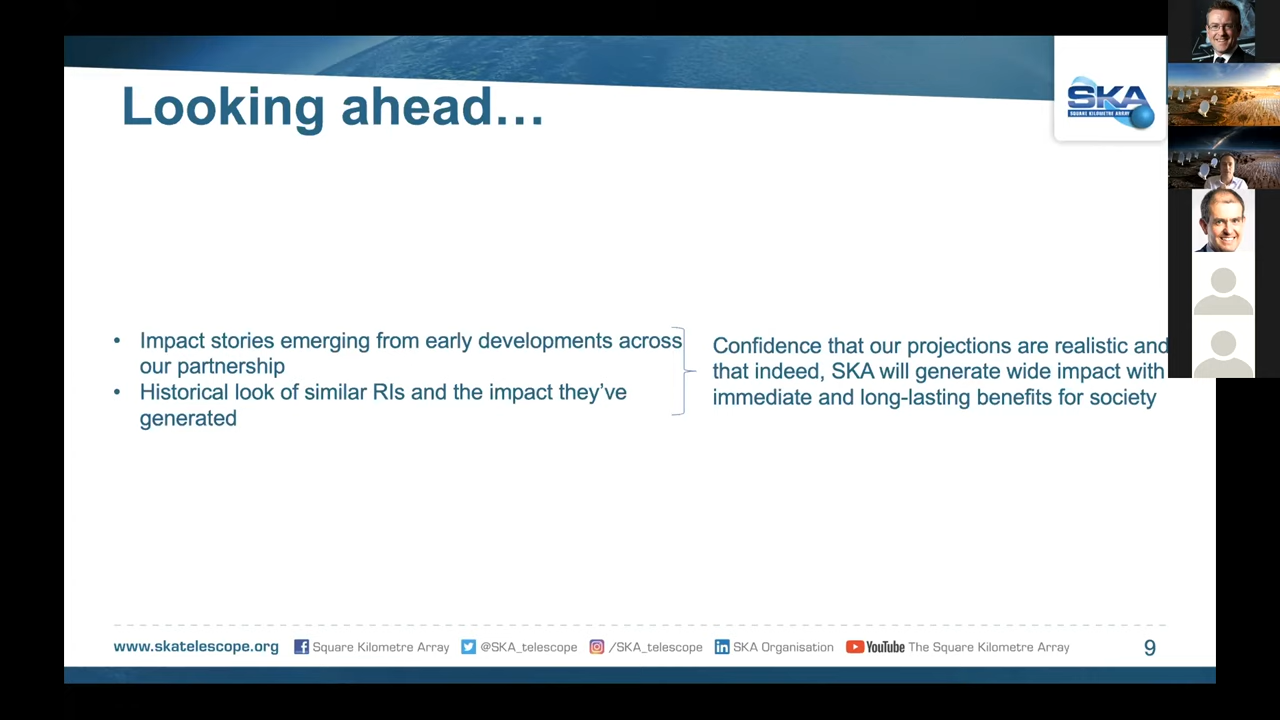 Looking ahead...
SKA
SQUARE KILOMETRE ARRAY
• Impact stories emerging from early developments across
our partnership
• Historical look of similar RIs and the impact they've
generated
Confidence that our projections are realistic and
that indeed, SKA will generate wide impact with
immediate and long-lasting benefits for society
www.skatelescope.org Square Kilometre Array @SKA_telescope /SKA_telescope SKA Organisation YouTube The Square Kilometre Array 9